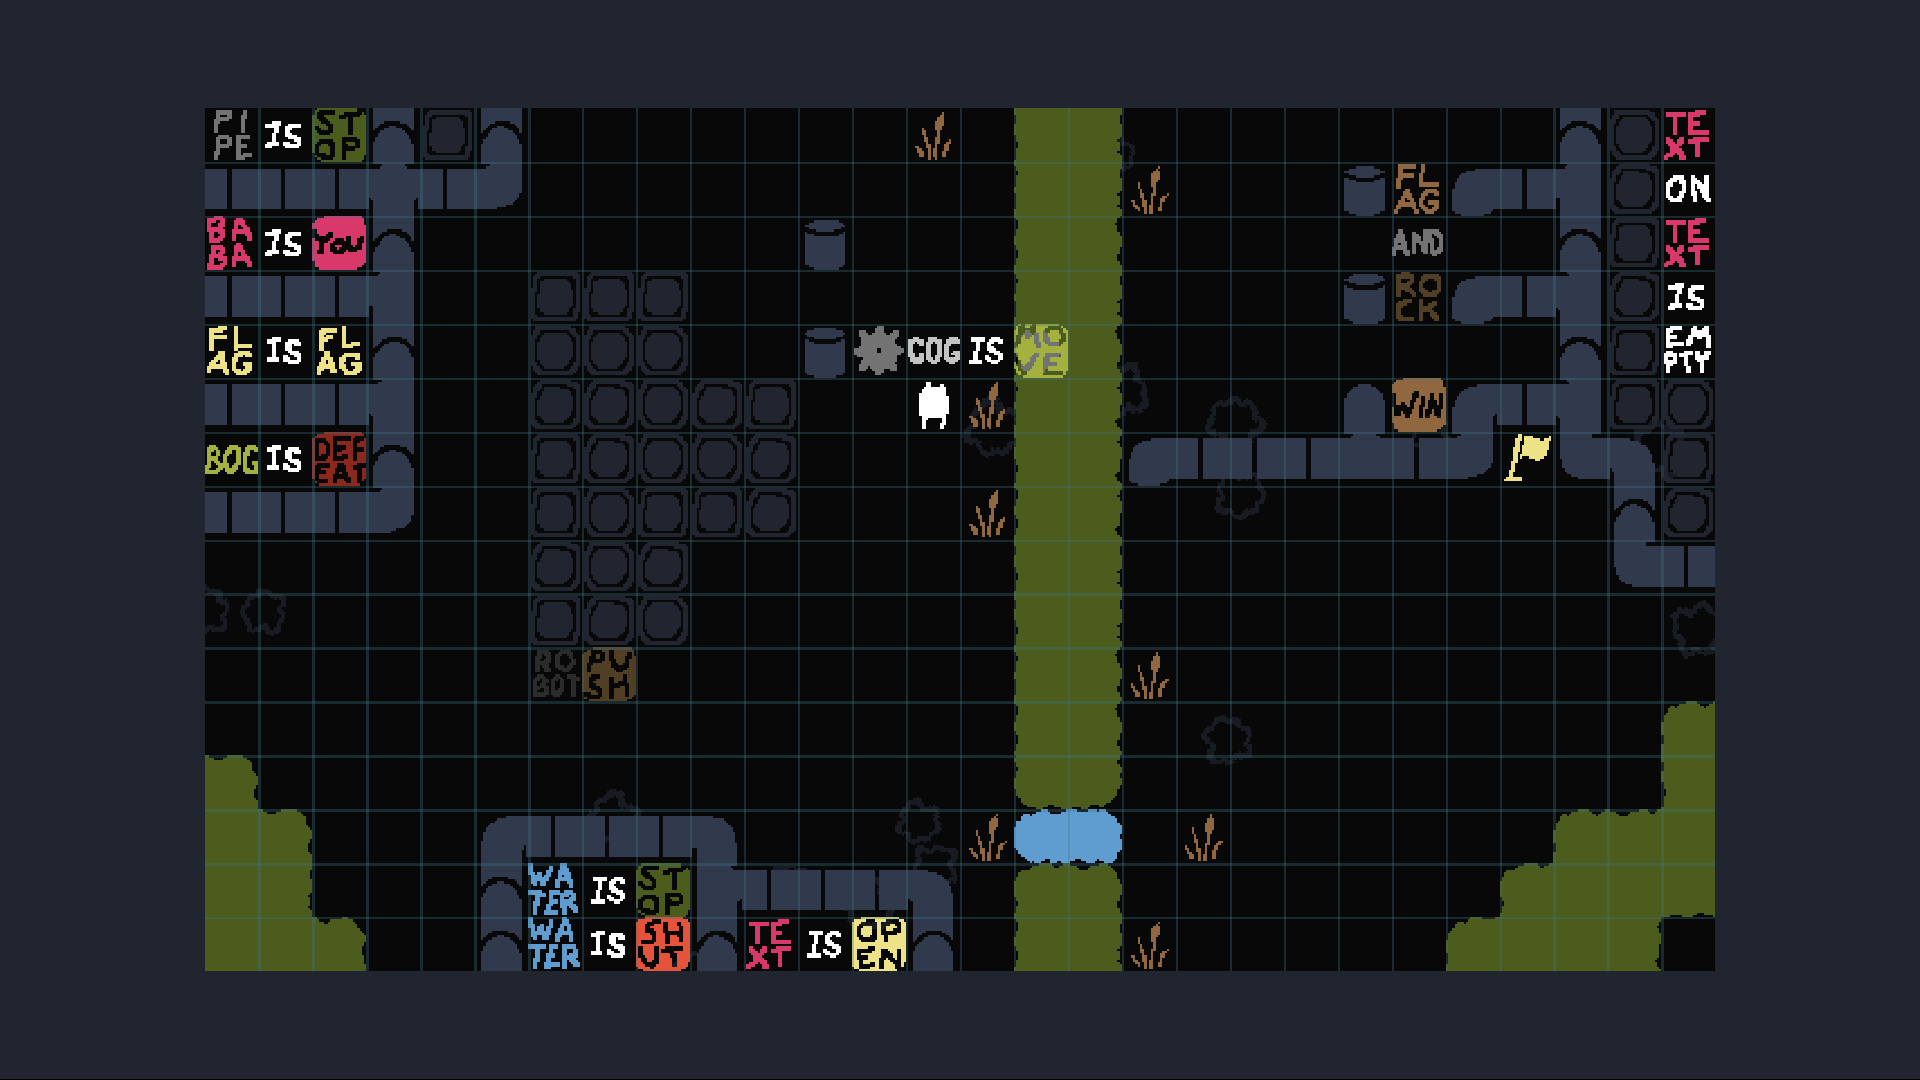 PIPE IS STOP
TEXT
FLAG
ON
BABA IS YOU
AND
TEXT
ROCK
IS
FLAG IS FLAG
COG IS MOVE
EMPTY
WIN
BOG IS DEFEAT
ROBOT PUSH
WATER IS STOP
WATER IS SHUT
TEXT IS OPEN